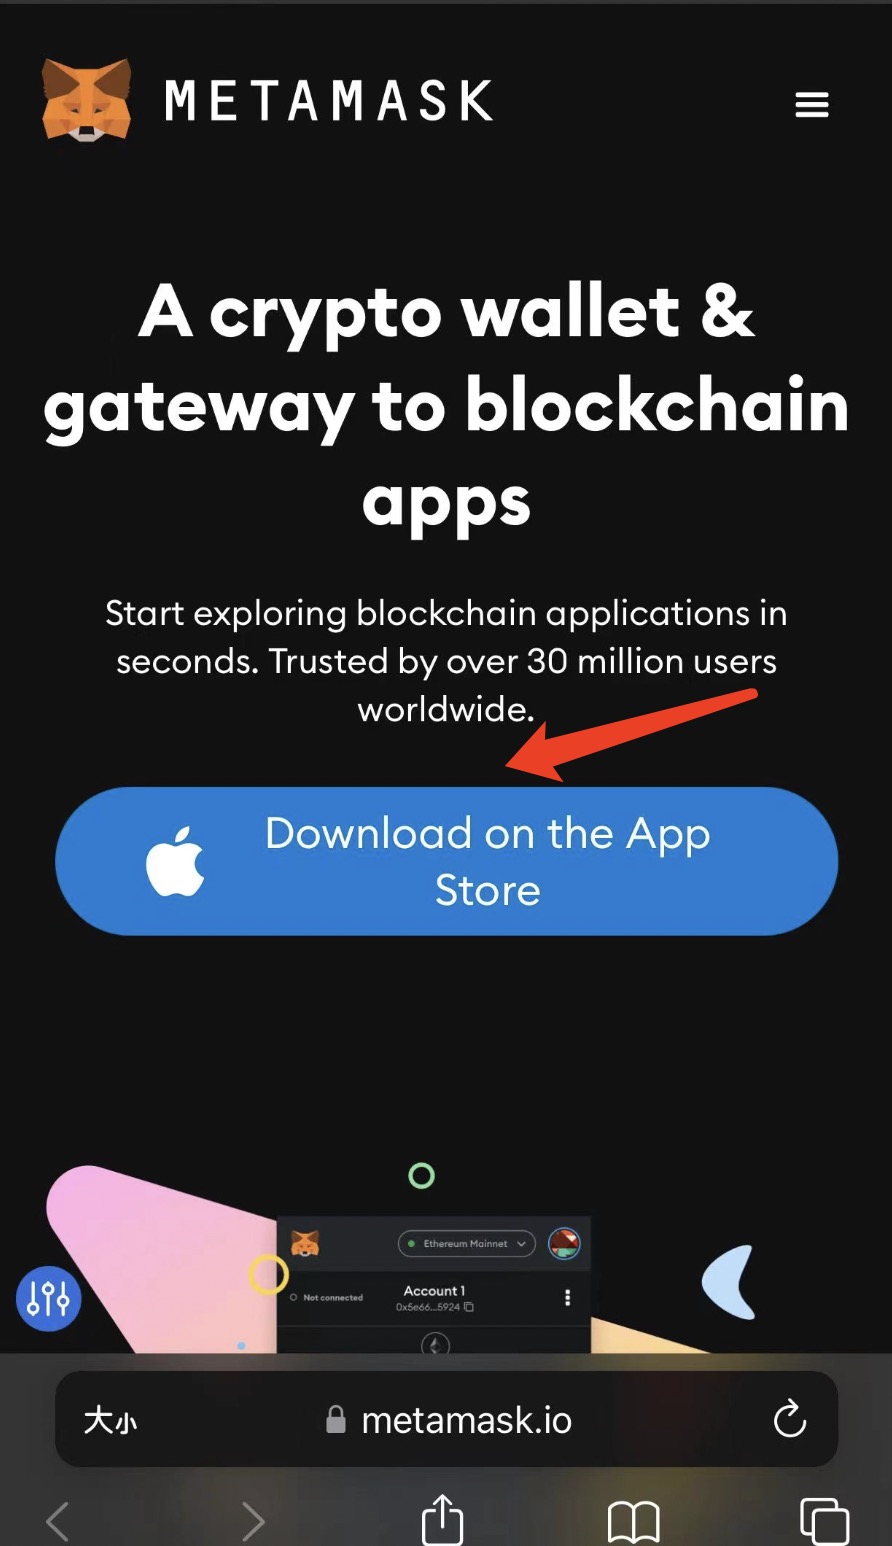 METAMASK
A crypto wallet &
gateway to blockchain
apps
Start exploring blockchain applications in
seconds. Trusted by over 30 million users
worldwide.
Download on the App
Store
Ethereum Mainnet
Not connected
Account 1
0x5e66...5924
大小
metamask.io